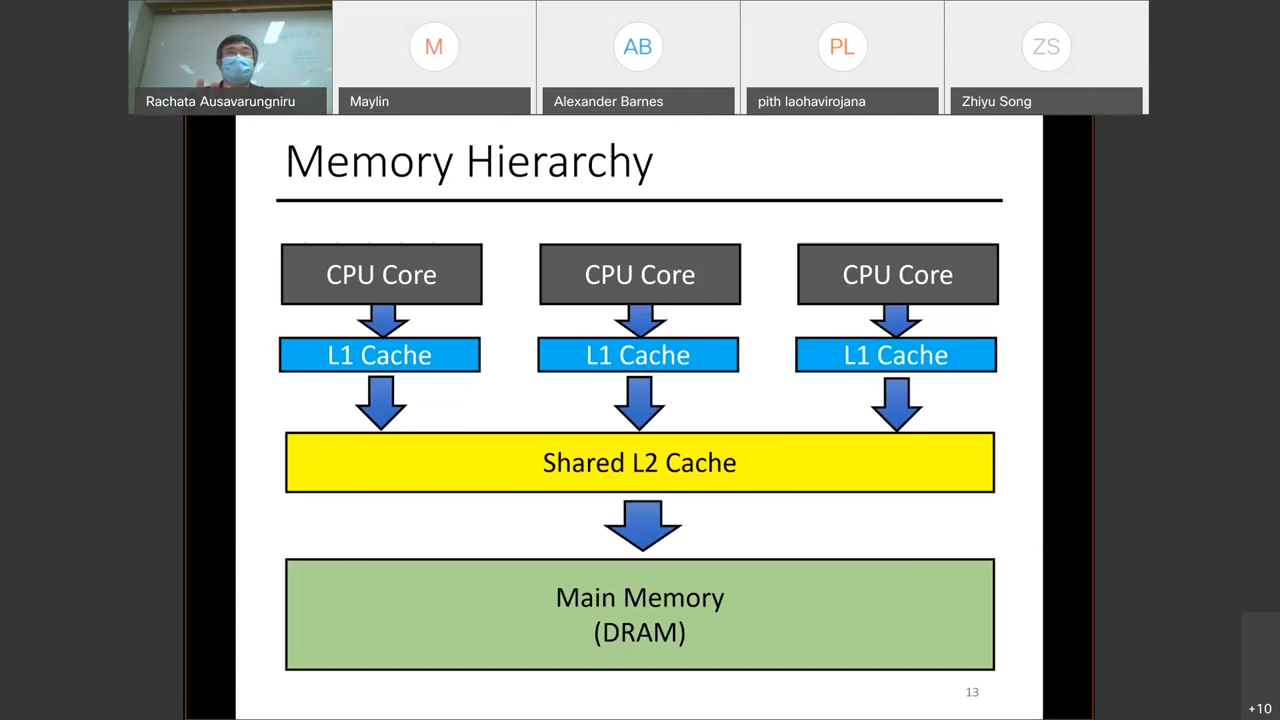 M
AB
PL
ZS
Rachata Ausavarungniru
Maylin
Alexander Barnes
pith laohavirojana
Zhiyu Song
Memory Hierarchy
CPU Core
CPU Core
CPU Core
L1 Cache
L1 Cache
L1 Cache
Shared L2 Cache
Main Memory
(DRAM)
13
+10